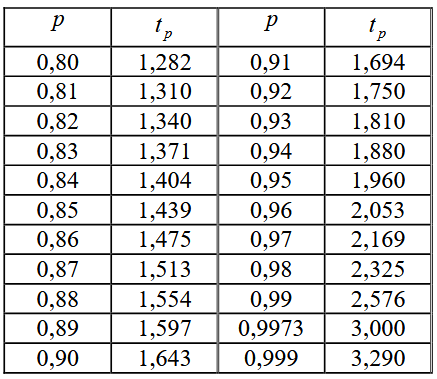 p t_p p t_p
0,80 1,282 0,91 1,694
0,81 1,310 0,92 1,750
0,82 1,340 0,93 1,810
0,83 1,371 0,94 1,880
0,84 1,404 0,95 1,960
0,85 1,439 0,96 2,053
0,86 1,475 0,97 2,169
0,87 1,513 0,98 2,325
0,88 1,554 0,99 2,576
0,89 1,597 0,9973 3,000
0,90 1,643 0,999 3,290